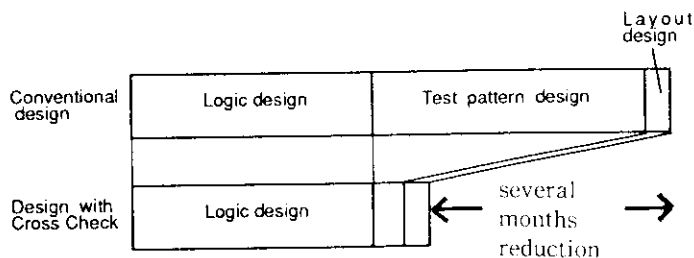 Layout
design
Conventional
design
Logic design
Test pattern design
Design with
Cross Check
Logic design
several
months
reduction